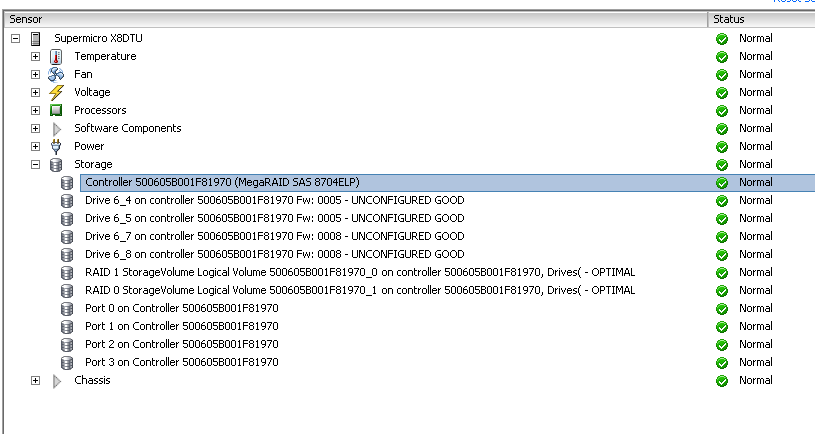 Sensor Status
Supermicro X8DTU Normal
Temperature Normal
Fan Normal
Voltage Normal
Processors Normal
Software Components Normal
Power Normal
Storage Normal
Controller 500605B001F81970 (MegaRAID SAS 8704ELP) Normal
Drive 6_4 on controller 500605B001F81970 Fw: 0005 - UNCONFIGURED GOOD Normal
Drive 6_5 on controller 500605B001F81970 Fw: 0005 - UNCONFIGURED GOOD Normal
Drive 6_7 on controller 500605B001F81970 Fw: 0008 - UNCONFIGURED GOOD Normal
Drive 6_8 on controller 500605B001F81970 Fw: 0008 - UNCONFIGURED GOOD Normal
RAID 1 StorageVolume Logical Volume 500605B001F81970_0 on controller 500605B001F81970, Drives( - OPTIMAL Normal
RAID 0 StorageVolume Logical Volume 500605B001F81970_1 on controller 500605B001F81970, Drives( - OPTIMAL Normal
Port 0 on Controller 500605B001F81970 Normal
Port 1 on Controller 500605B001F81970 Normal
Port 2 on Controller 500605B001F81970 Normal
Port 3 on Controller 500605B001F81970 Normal
Chassis Normal